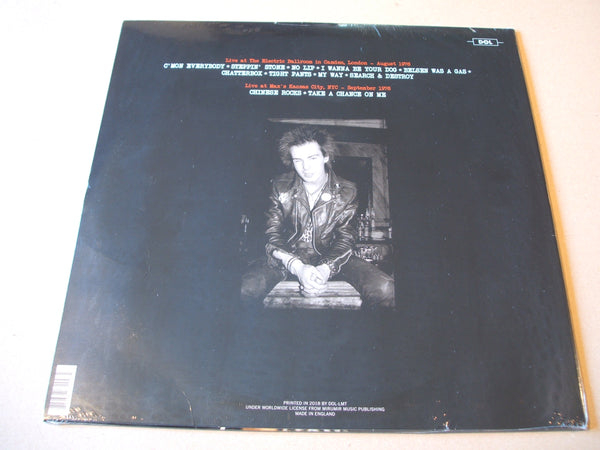 DOL
Live at The Electric Ballroom in Camden, London - August 1978
C'MON EVERYBODY • STEPPIN' STONE • NO LIP • I WANNA BE YOUR DOG • BELSEN WAS A GAS •
CHATTERBOX • TIGHT PANTS • MY WAY • SEARCH & DESTROY
Live at Max's Kansas City, NYC - September 1978
CHINESE ROCKS • TAKE A CHANCE ON ME
PRINTED IN 2018 BY DOL-LMT
UNDER WORLDWIDE LICENSE FROM MIRUMIR MUSIC PUBLISHING
MADE IN ENGLAND